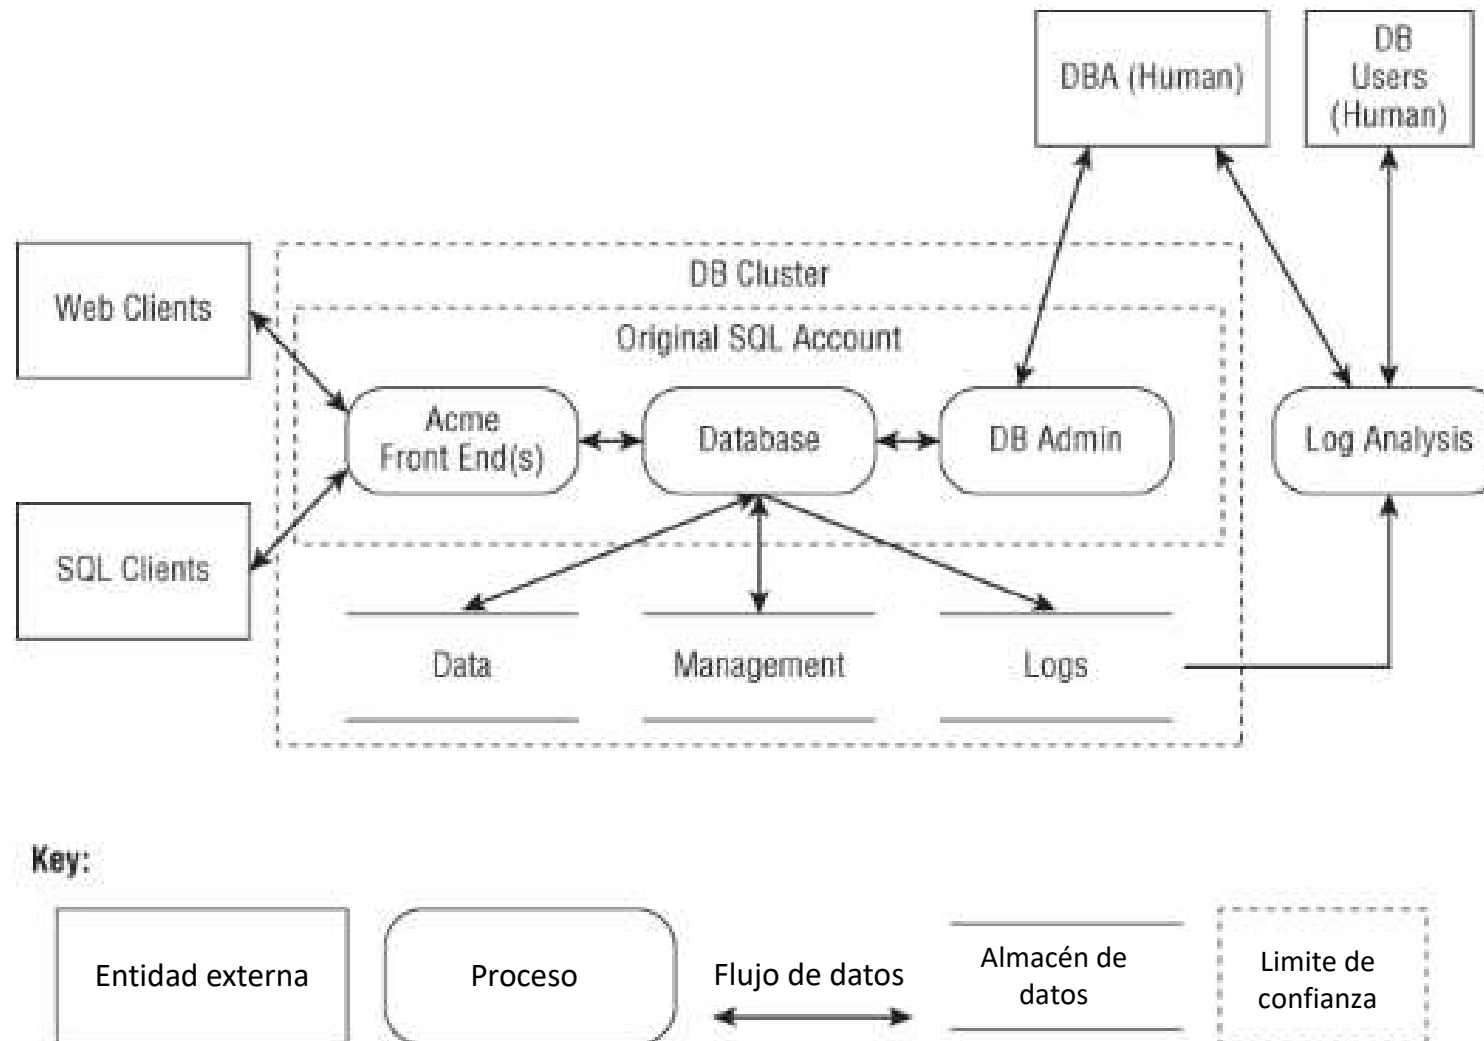 DBA (Human)
DB
Users
(Human)
Web Clients
DB Cluster
Original SQL Account
Acme
Front End(s)
Database
DB Admin
Log Analysis
SQL Clients
Data
Management
Logs
Key:
Entidad externa
Proceso
Flujo de datos
Almacén de
datos
Limite de
confianza